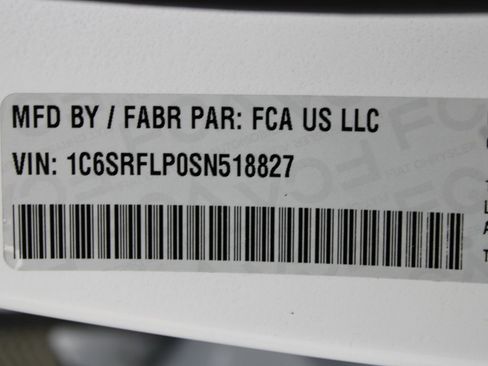 MFD BY / FABR PAR: FCA US LLC
VIN: 1C6SRFLP0SN518827